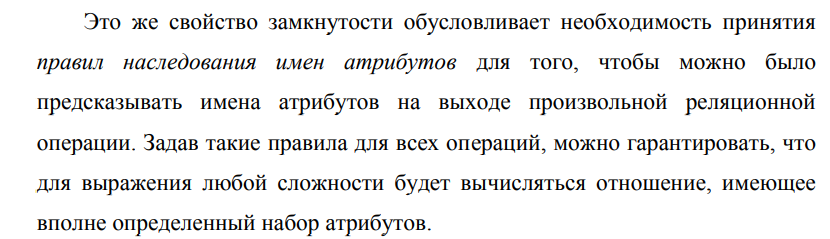 Это же свойство замкнутости обусловливает необходимость принятия
правил наследования имен атрибутов для того, чтобы можно было
предсказывать имена атрибутов на выходе произвольной реляционной
операции. Задав такие правила для всех операций, можно гарантировать, что
для выражения любой сложности будет вычисляться отношение, имеющее
вполне определенный набор атрибутов.